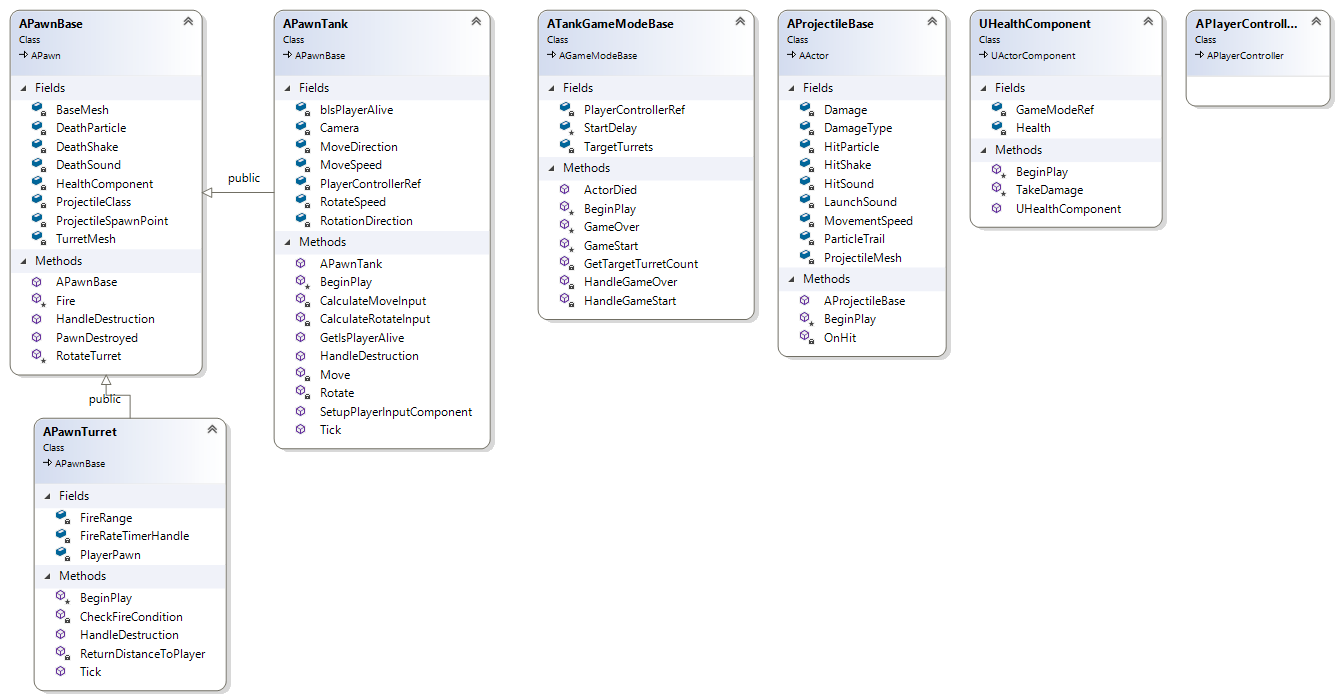 APawnBase
Class
APawn
Fields
BaseMesh
DeathParticle
DeathShake
DeathSound
HealthComponent
ProjectileClass
ProjectileSpawnPoint
TurretMesh
Methods
APawnBase
Fire
HandleDestruction
PawnDestroyed
RotateTurret
public
public
APawnTank
Class
APawnBase
Fields
bIsPlayerAlive
Camera
MoveDirection
MoveSpeed
PlayerControllerRef
RotateSpeed
RotationDirection
Methods
APawnTank
BeginPlay
CalculateMoveInput
CalculateRotateInput
GetIsPlayerAlive
HandleDestruction
Move
Rotate
SetupPlayerInputComponent
Tick
ATankGameModeBase
Class
AGameModeBase
Fields
PlayerControllerRef
StartDelay
TargetTurrets
Methods
ActorDied
BeginPlay
GameOver
GameStart
GetTargetTurretCount
HandleGameOver
HandleGameStart
AProjectileBase
Class
AActor
Fields
Damage
DamageType
HitParticle
HitShake
HitSound
LaunchSound
MovementSpeed
ParticleTrail
ProjectileMesh
Methods
AProjectileBase
BeginPlay
OnHit
UHealthComponent
Class
UActorComponent
Fields
GameModeRef
Health
Methods
BeginPlay
TakeDamage
UHealthComponent
APlayerControll...
Class
APlayerController
APawnTurret
Class
APawnBase
Fields
FireRange
FireRateTimerHandle
PlayerPawn
Methods
BeginPlay
CheckFireCondition
HandleDestruction
ReturnDistanceToPlayer
Tick